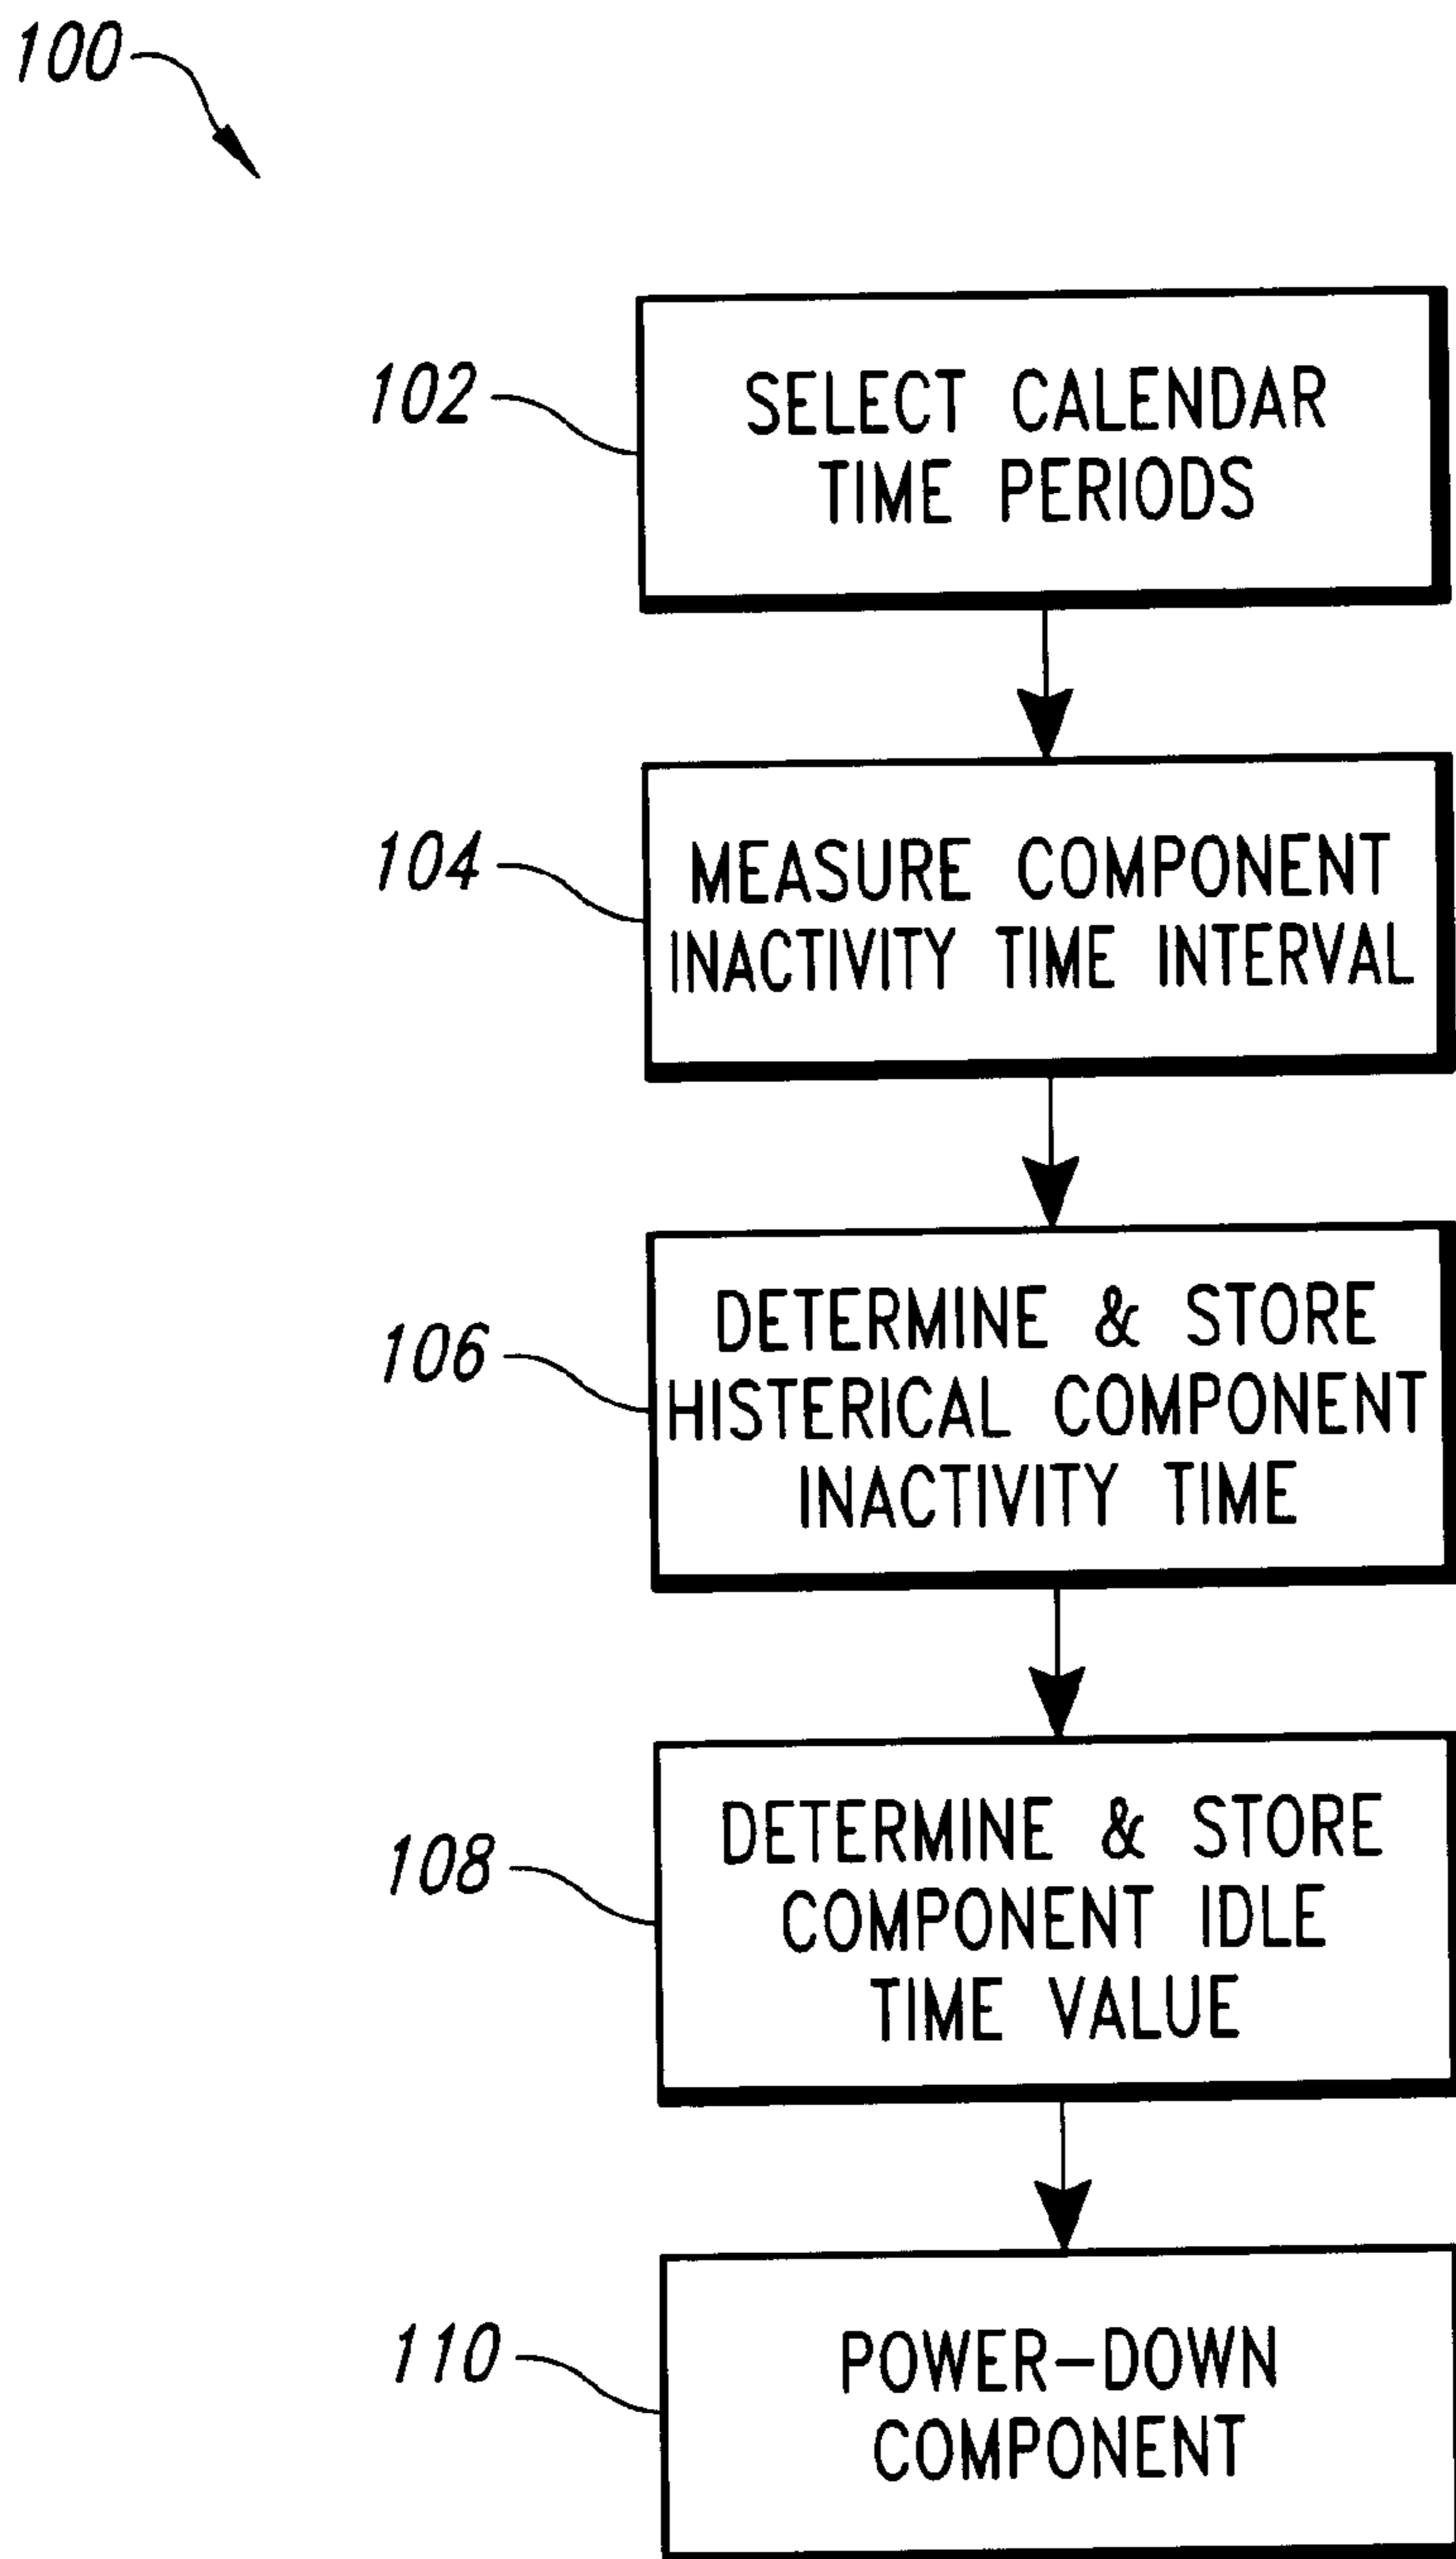 100
102
SELECT CALENDAR
TIME PERIODS
104
MEASURE COMPONENT
INACTIVITY TIME INTERVAL
106
DETERMINE & STORE
HISTERICAL COMPONENT
INACTIVITY TIME
108
DETERMINE & STORE
COMPONENT IDLE
TIME VALUE
110
POWER-DOWN
COMPONENT